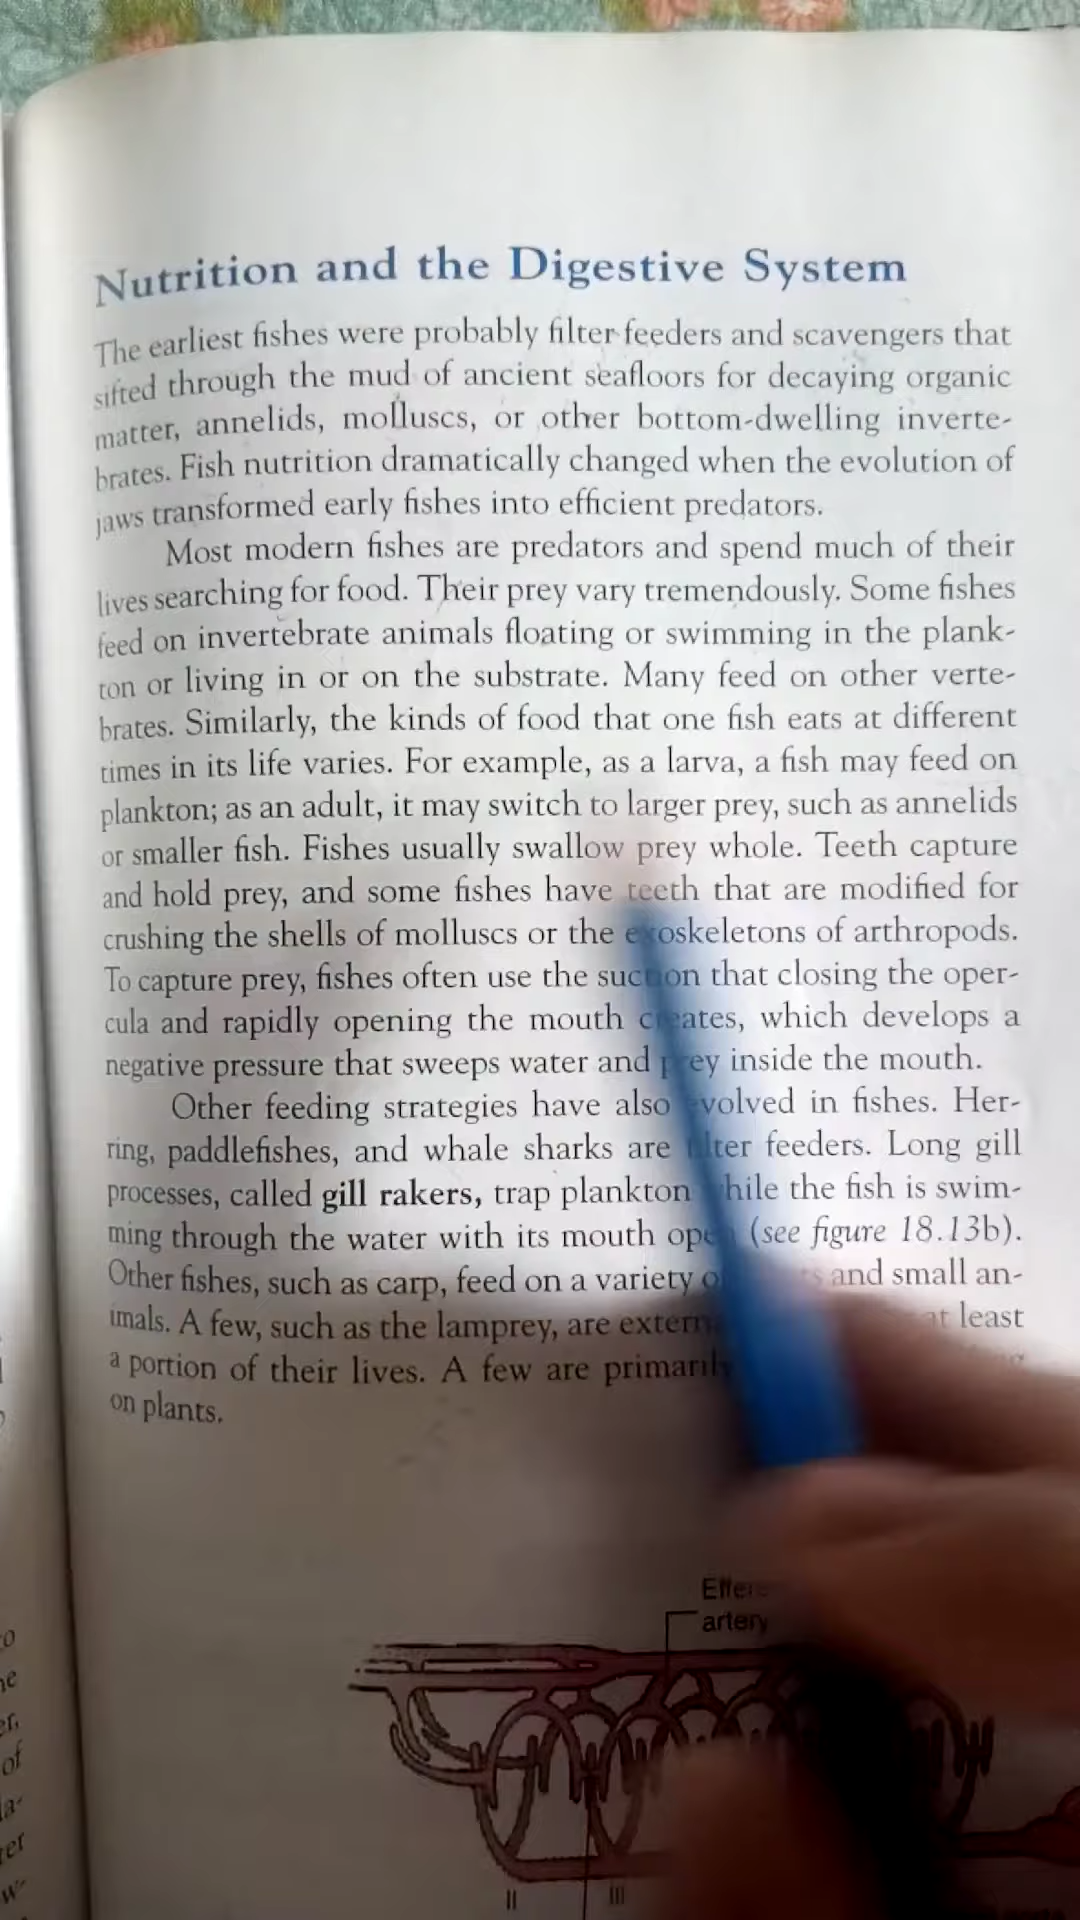 Nutrition and the Digestive System
The earliest fishes were probably filter feeders and scavengers that
sifted through the mud of ancient seafloors for decaying organic
matter, annelids, molluscs, or other bottom-dwelling inverte-
brates. Fish nutrition dramatically changed when the evolution of
jaws transformed early fishes into efficient predators.
Most modern fishes are predators and spend much of their
lives searching for food. Their prey vary tremendously. Some fishes
feed on invertebrate animals floating or swimming in the plank-
ton or living in or on the substrate. Many feed on other verte-
brates. Similarly, the kinds of food that one fish eats at different
times in its life varies. For example, as a larva, a fish may feed on
plankton; as an adult, it may switch to larger prey, such as annelids
or smaller fish. Fishes usually swallow prey whole. Teeth capture
and hold prey, and some fishes have teeth that are modified for
crushing the shells of molluscs or the exoskeletons of arthropods.
To capture prey, fishes often use the suction that closing the oper-
cula and rapidly opening the mouth creates, which develops a
negative pressure that sweeps water and prey inside the mouth.
Other feeding strategies have also evolved in fishes. Her-
ring, paddlefishes, and whale sharks are filter feeders. Long gill
processes, called gill rakers, trap plankton while the fish is swim-
ming through the water with its mouth open (see figure 18.13b).
Other fishes, such as carp, feed on a variety and small an-
imals. A few, such as the lamprey, are at least
a portion of their lives. A few are
on plants.
artery
II III
of